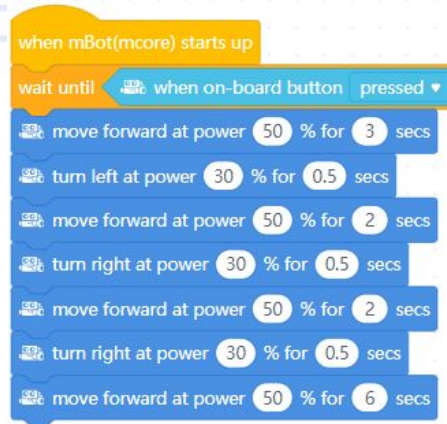 when mBot(mcore) starts up
wait until when on-board button pressed
move forward at power 50 % for 3 secs
turn left at power 30 % for 0.5 secs
move forward at power 50 % for 2 secs
turn right at power 30 % for 0.5 secs
move forward at power 50 % for 2 secs
turn right at power 30 % for 0.5 secs
move forward at power 50 % for 6 secs